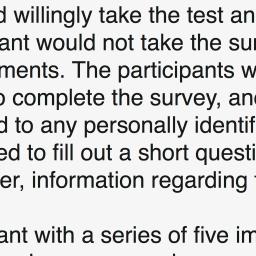 d willingly take the test an
ant would not take the sur
ments. The participants w
o complete the survey, and
d to any personally identif
ed to fill out a short questi
er, information regarding
ant with a series of five im